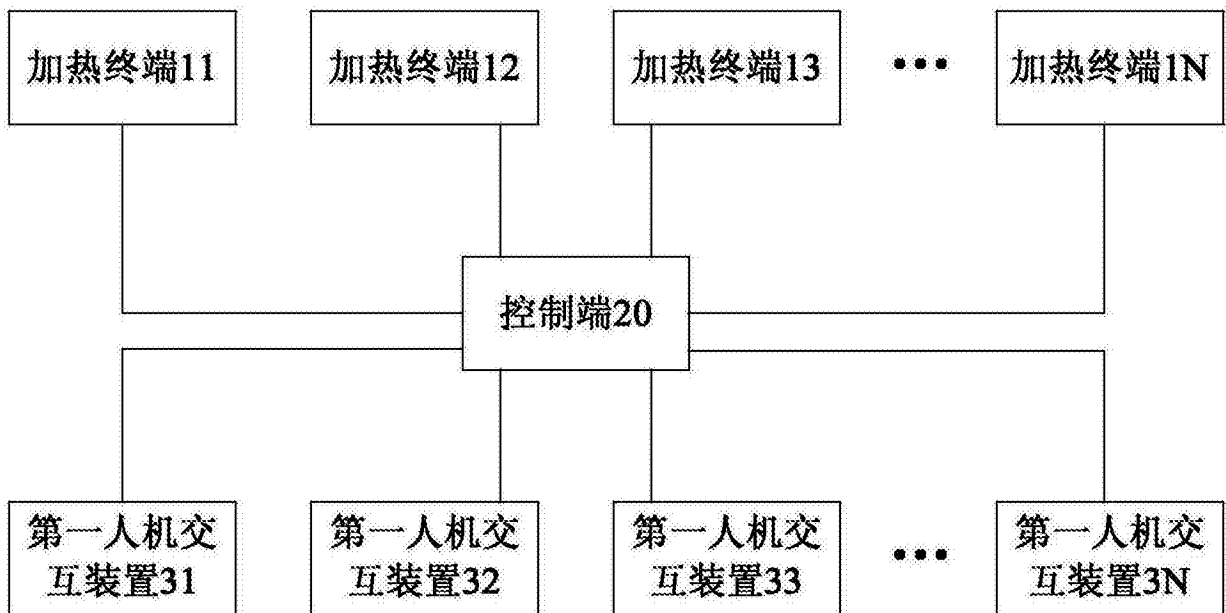 加热终端11
加热终端12
加热终端13
•••
加热终端1N
控制端20
第一人机交
互装置31
第一人机交
互装置32
第一人机交
互装置33
•••
第一人机交
互装置3N